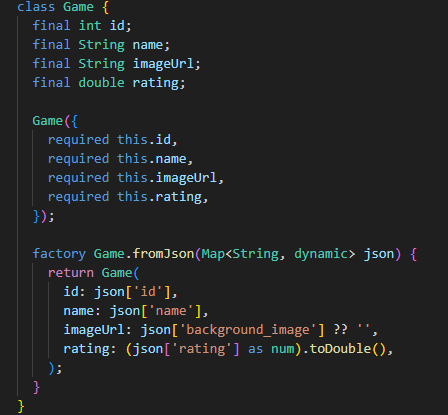 class Game {
  final int id;
  final String name;
  final String imageUrl;
  final double rating;

  Game({
    required this.id,
    required this.name,
    required this.imageUrl,
    required this.rating,
  });

  factory Game.fromJson(Map<String, dynamic> json) {
    return Game(
      id: json['id'],
      name: json['name'],
      imageUrl: json['background_image'] ?? '',
      rating: (json['rating'] as num).toDouble(),
    );
  }
}